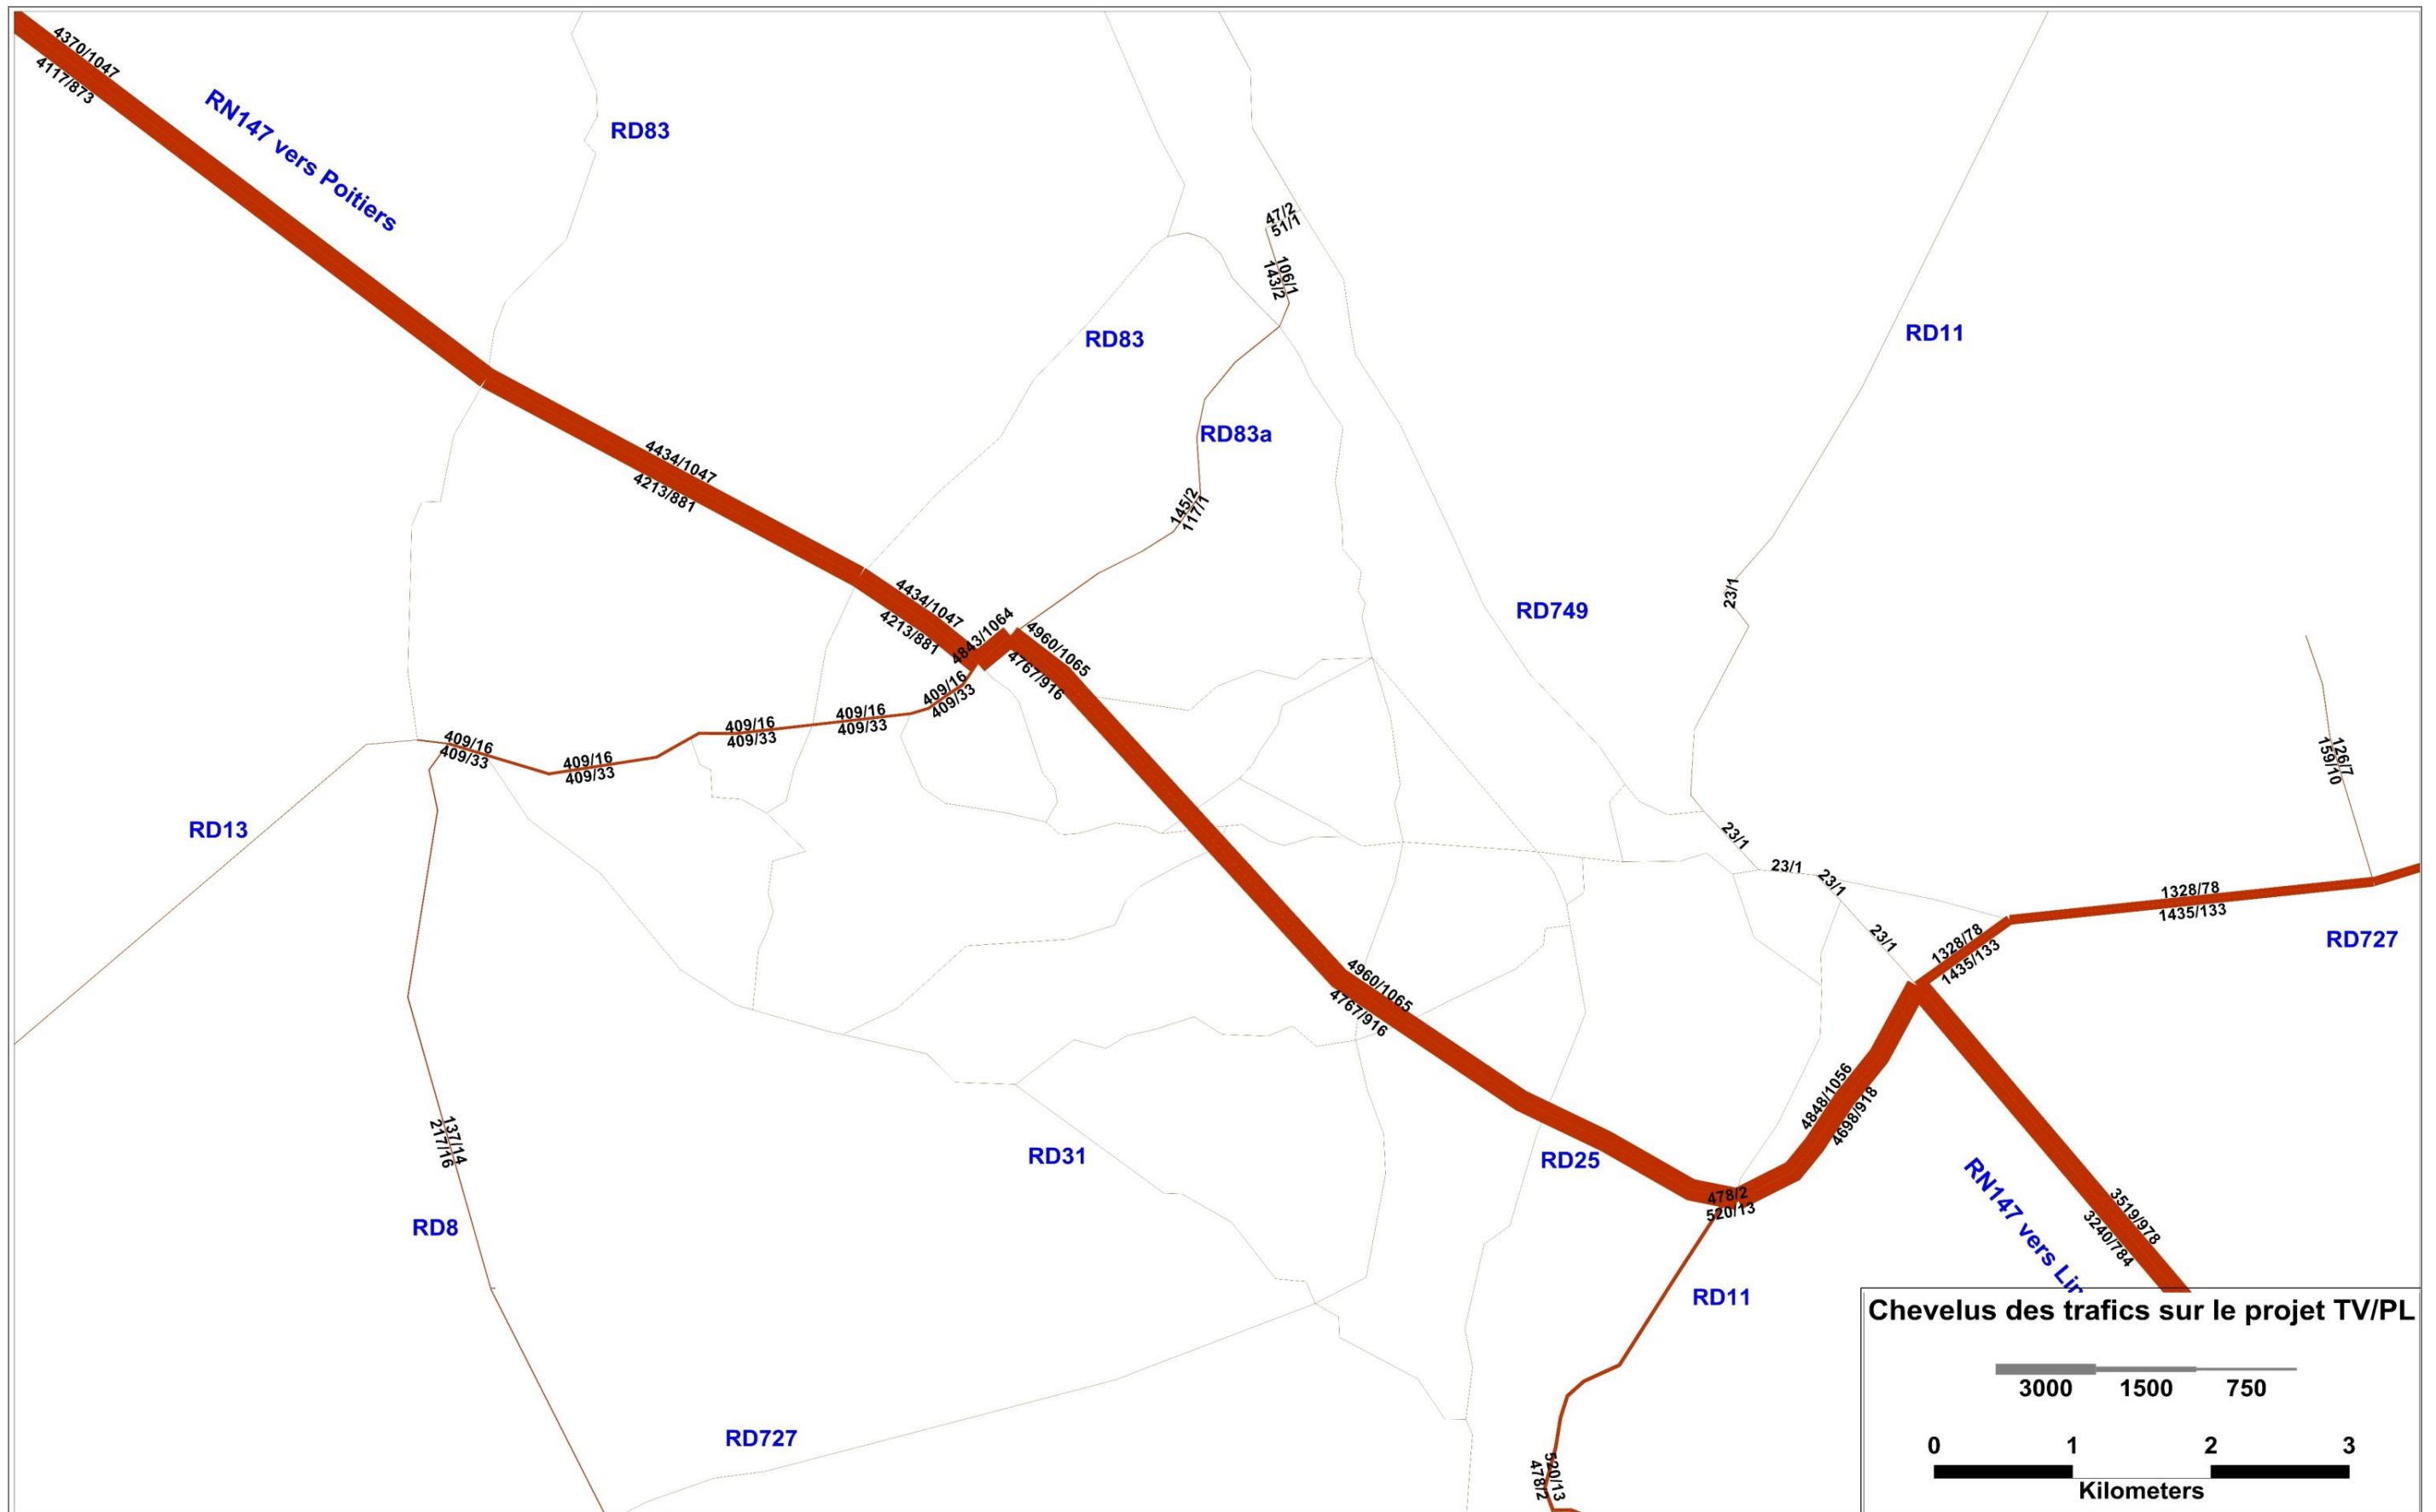 4370/1047
4117/873
RN147 vers Poitiers
RD83
47/2
51/1
106/1
143/2
RD83
RD11
RD83a
4434/1047
4213/881
145/2
117/1
4434/1047
4213/881
4843/1064
4960/1065
4767/916
23/1
RD749
409/16
409/33
409/16
409/33
409/16
409/33
409/16
409/33
409/16
409/33
126/7
159/10
RD13
23/1
23/1
23/1
23/1
1328/78
1435/133
1328/78
1435/133
RD727
4960/1065
4767/916
4848/1056
4698/918
137/14
217/16
RD31
RD25
478/2
520/13
RN147 vers
3519/978
3240/784
RD8
RD11
RD727
520/13
478/2
Chevelus des trafics sur le projet TV/PL
3000 1500 750
0 1 2 3
Kilometers